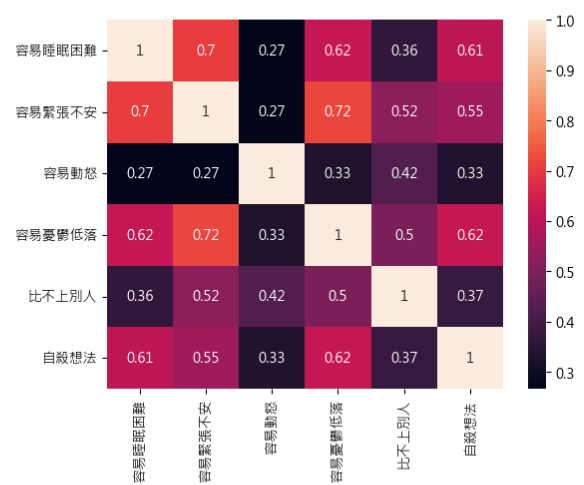 容易睡眠困難 1 0.7 0.27 0.62 0.36 0.61
容易緊張不安 0.7 1 0.27 0.72 0.52 0.55
容易動怒 0.27 0.27 1 0.33 0.42 0.33
容易憂鬱低落 0.62 0.72 0.33 1 0.5 0.62
比不上別人 0.36 0.52 0.42 0.5 1 0.37
自殺想法 0.61 0.55 0.33 0.62 0.37 1
容易睡眠困難
容易緊張不安
容易動怒
容易憂鬱低落
比不上別人
自殺想法
1.0
0.9
0.8
0.7
0.6
0.5
0.4
0.3